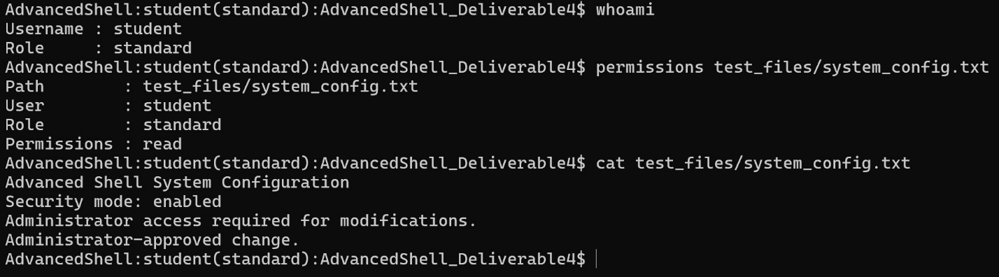 AdvancedShell:student(standard):AdvancedShell_Deliverable4$ whoami
Username : student
Role     : standard
AdvancedShell:student(standard):AdvancedShell_Deliverable4$ permissions test_files/system_config.txt
Path        : test_files/system_config.txt
User        : student
Role        : standard
Permissions : read
AdvancedShell:student(standard):AdvancedShell_Deliverable4$ cat test_files/system_config.txt
Advanced Shell System Configuration
Security mode: enabled
Administrator access required for modifications.
Administrator-approved change.
AdvancedShell:student(standard):AdvancedShell_Deliverable4$